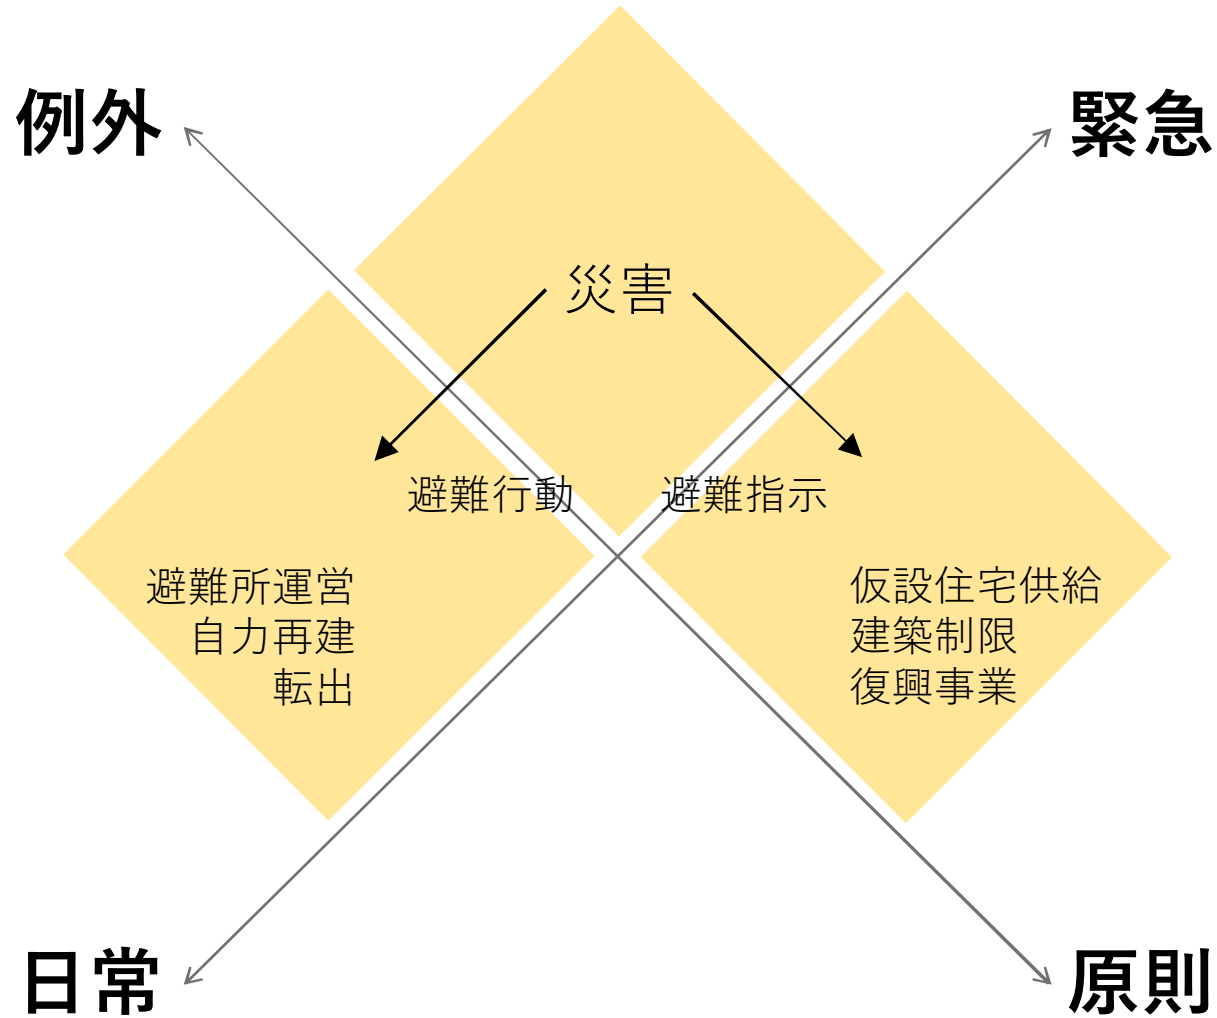 例外
緊急
災害
避難行動
避難指示
避難所運営
自力再建
転出
仮設住宅供給
建築制限
復興事業
日常
原則